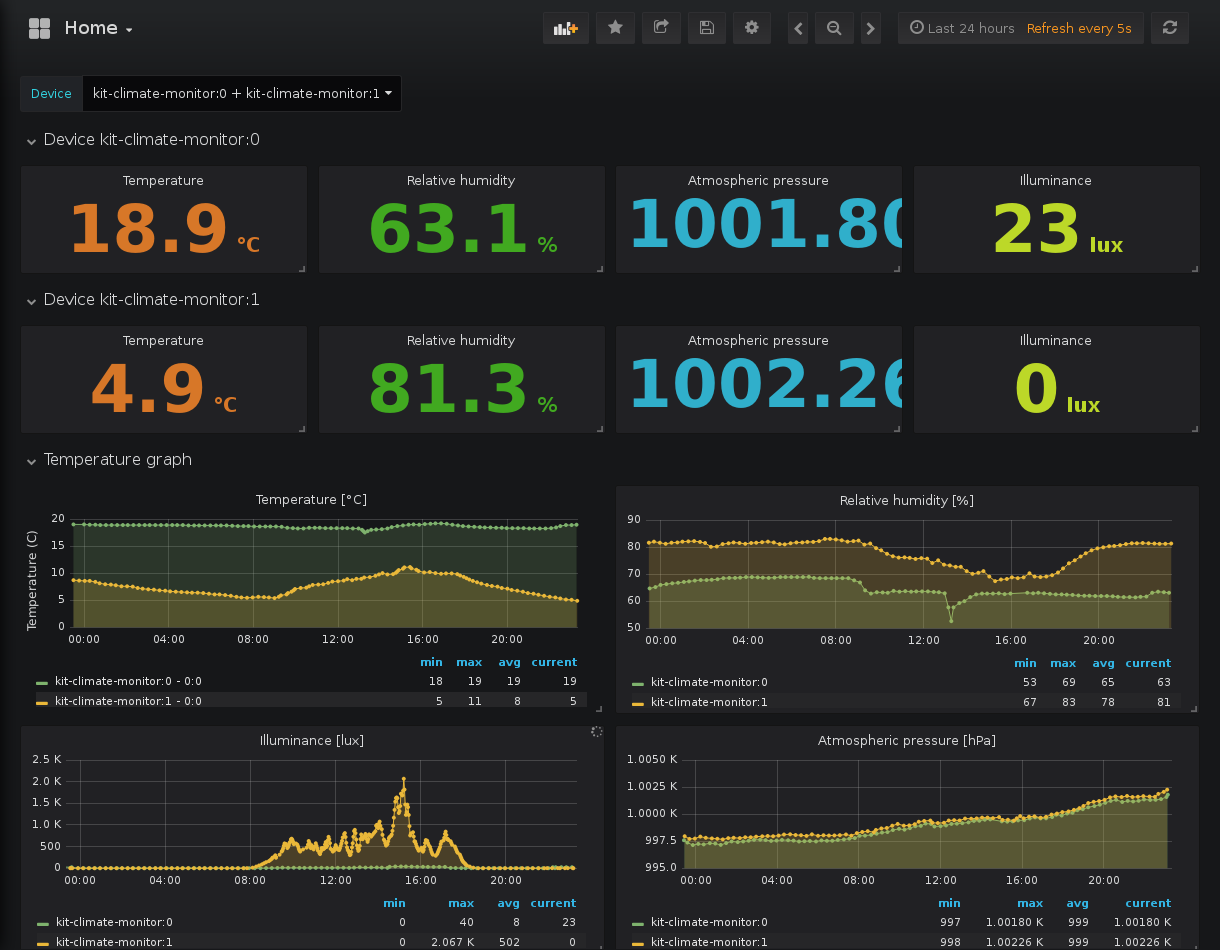 Home
Last 24 hours Refresh every 5s
Device kit-climate-monitor:0 + kit-climate-monitor:1
Device kit-climate-monitor:0
Temperature Relative humidity Atmospheric pressure Illuminance
18.9 °C 63.1 % 1001.80 23 lux
Device kit-climate-monitor:1
Temperature Relative humidity Atmospheric pressure Illuminance
4.9 °C 81.3 % 1002.26 0 lux
Temperature graph
Temperature [°C]
Temperature (C)
20
15
10
5
0
00:00 04:00 08:00 12:00 16:00 20:00
min max avg current
kit-climate-monitor:0 - 0:0 18 19 19 19
kit-climate-monitor:1 - 0:0 5 11 8 5
Relative humidity [%]
90
80
70
60
50
00:00 04:00 08:00 12:00 16:00 20:00
min max avg current
kit-climate-monitor:0 53 69 65 63
kit-climate-monitor:1 67 83 78 81
Illuminance [lux]
2.5 K
2.0 K
1.5 K
1.0 K
500
0
00:00 04:00 08:00 12:00 16:00 20:00
min max avg current
kit-climate-monitor:0 0 40 8 23
kit-climate-monitor:1 0 2.067 K 502 0
Atmospheric pressure [hPa]
1.0050 K
1.0025 K
1.0000 K
997.5
995.0
00:00 04:00 08:00 12:00 16:00 20:00
min max avg current
kit-climate-monitor:0 997 1.00180 K 999 1.00180 K
kit-climate-monitor:1 998 1.00226 K 999 1.00226 K